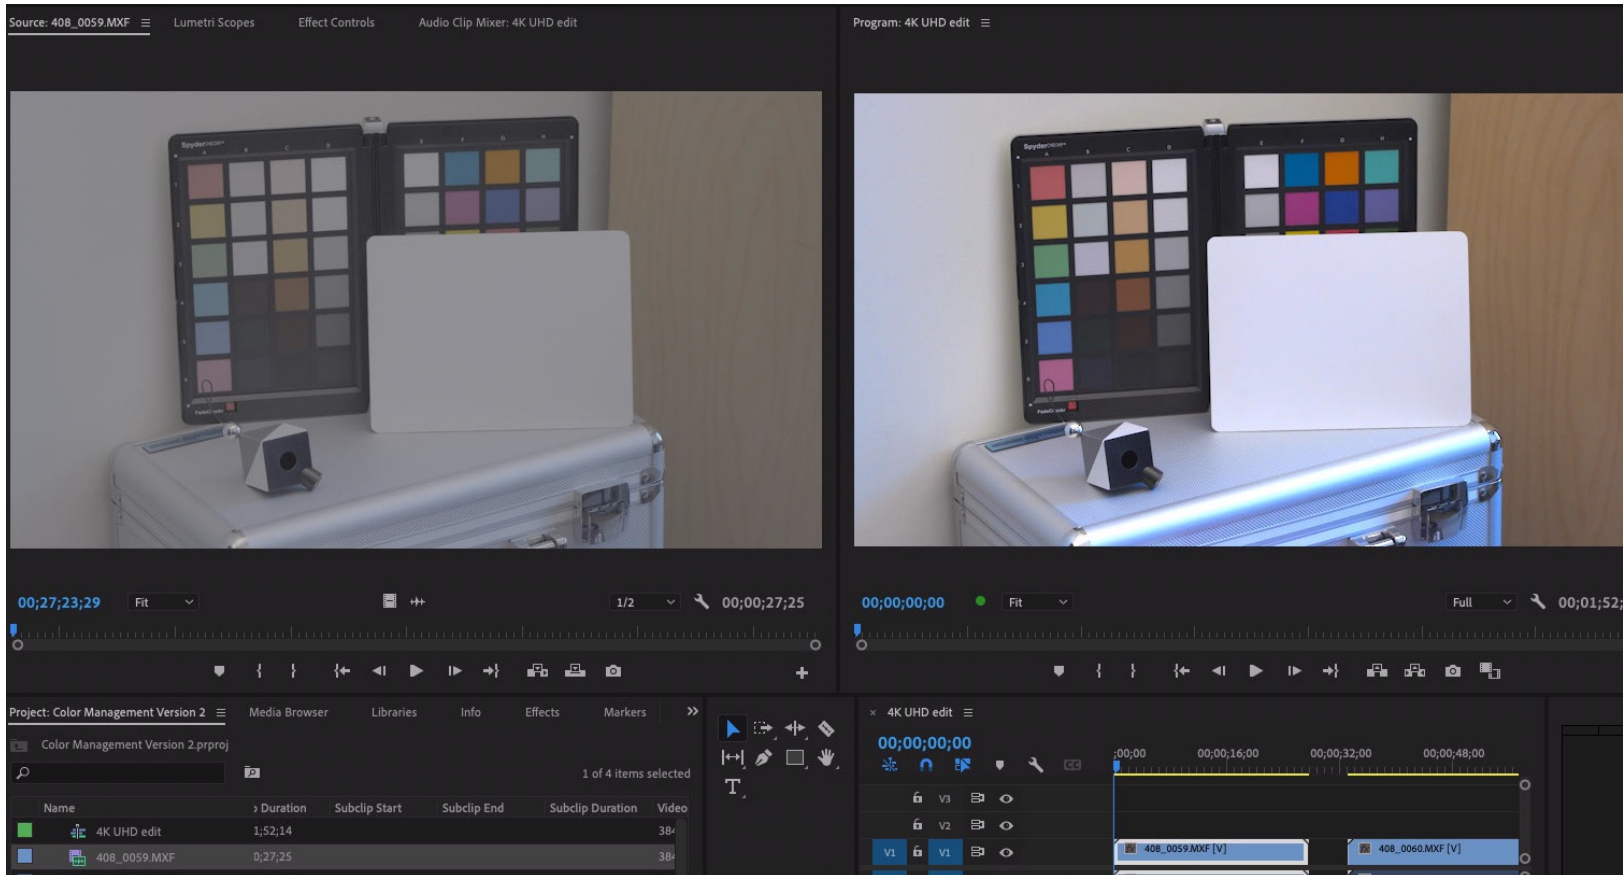 Source: 408_0059.MXF
Lumetri Scopes
Effect Controls
Audio Clip Mixer: 4K UHD edit
Program: 4K UHD edit
A B C D
E F G H
00;27;23;29
Fit
1/2
00;00;27;25
00;00;00;00
Fit
Full
00;01;52;
Project: Color Management Version 2
Media Browser
Libraries
Info
Effects
Markers
Color Management Version 2.prproj
1 of 4 items selected
Name
Duration
Subclip Start
Subclip End
Subclip Duration
Video
4K UHD edit
1;52;14
384
408_0059.MXF
0;27;25
384
T
× 4K UHD edit
00;00;00;00
;00;00
00;00;16;00
00;00;32;00
00;00;48;00
CC
V3
V2
V1
V1
fx 408_0059.MXF [V]
fx 408_0060.MXF [V]